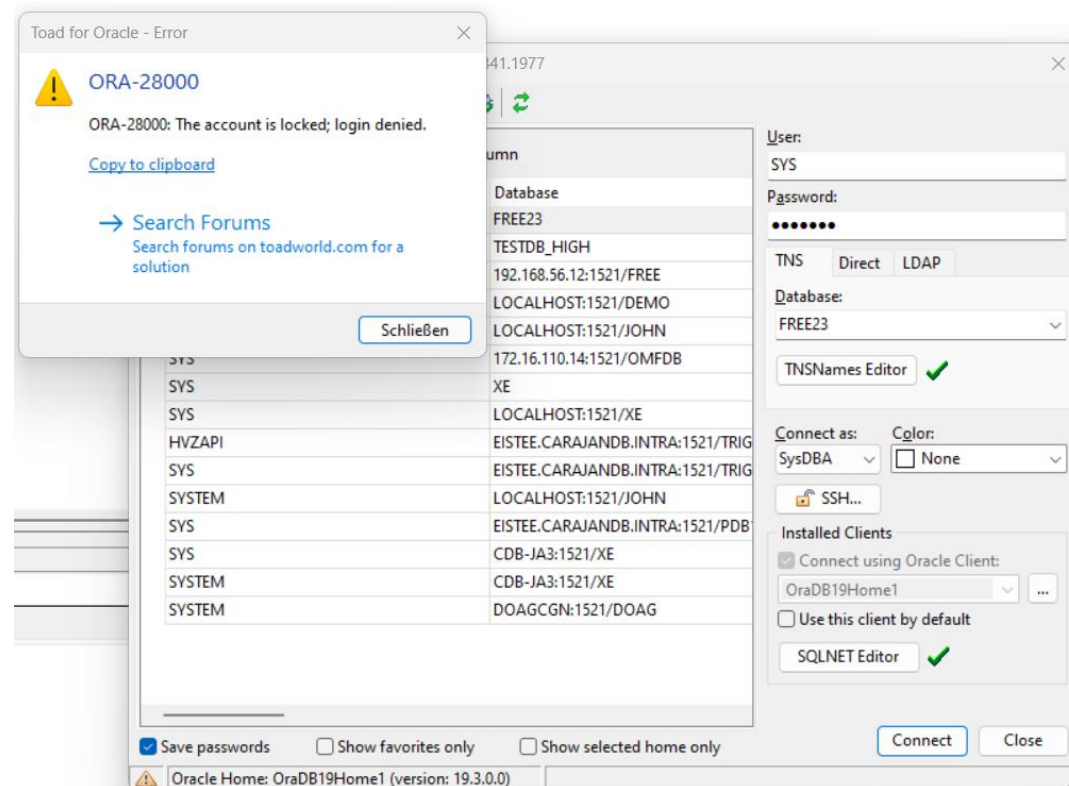 Toad for Oracle - Error
ORA-28000
ORA-28000: The account is locked; login denied.
Copy to clipboard
Search Forums
Search forums on toadworld.com for a
solution
Schließen
Database
FREE23
TESTDB_HIGH
192.168.56.12:1521/FREE
LOCALHOST:1521/DEMO
LOCALHOST:1521/JOHN
SYS 172.16.110.14:1521/OMFDB
SYS XE
SYS LOCALHOST:1521/XE
HVZAPI EISTEE.CARAJANDB.INTRA:1521/TRIG
SYS EISTEE.CARAJANDB.INTRA:1521/TRIG
SYSTEM LOCALHOST:1521/JOHN
SYS EISTEE.CARAJANDB.INTRA:1521/PDB
SYS CDB-JA3:1521/XE
SYSTEM CDB-JA3:1521/XE
SYSTEM DOAGCGN:1521/DOAG
Save passwords Show favorites only Show selected home only
Oracle Home: OraDB19Home1 (version: 19.3.0.0)
User:
SYS
Password:
TNS Direct LDAP
Database:
FREE23
TNSNames Editor
Connect as: Color:
SysDBA None
SSH...
Installed Clients
Connect using Oracle Client:
OraDB19Home1 ...
Use this client by default
SQLNET Editor
Connect Close